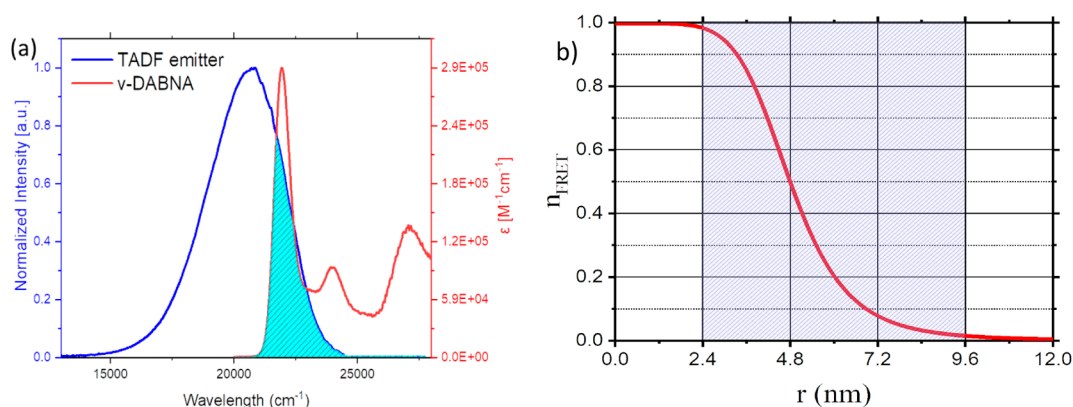 (a)
TADF emitter
v-DABNA
Normalized Intensity [a.u.]
1.0
0.8
0.6
0.4
0.2
0.0
15000 20000 25000
Wavelength (cm⁻¹)
2.9E+05
2.4E+05
1.8E+05
1.2E+05
5.9E+04
0.0E+00
ε [M⁻¹cm⁻¹]
b)
nFRET
1.0
0.8
0.6
0.4
0.2
0.0
0.0 2.4 4.8 7.2 9.6 12.0
r (nm)